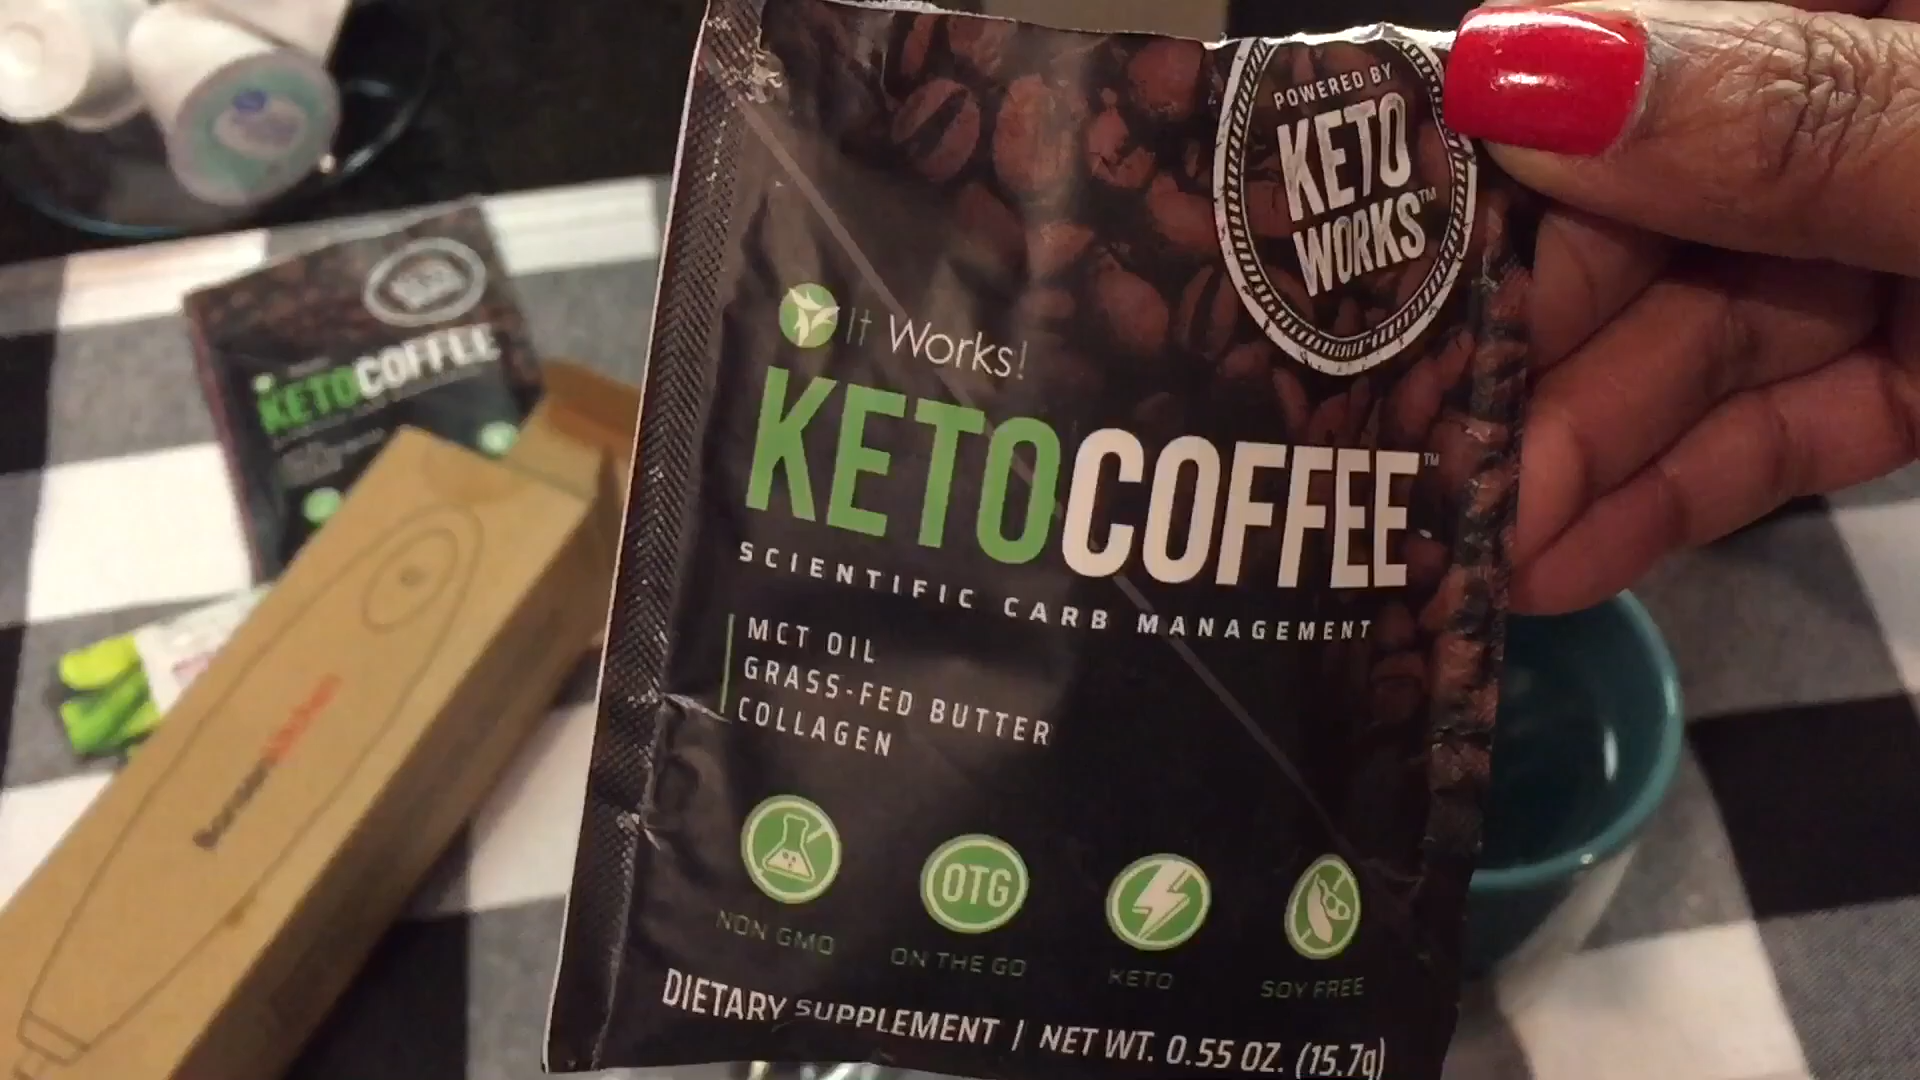 POWERED BY
KETO
WORKS™
It Works!
KETOCOFFEE™
SCIENTIFIC CARB MANAGEMENT
MCT OIL
GRASS-FED BUTTER
COLLAGEN
OTG
NON GMO
ON THE GO
KETO
SOY FREE
DIETARY SUPPLEMENT | NET WT. 0.55 OZ. (15.7g)
KETOCOFFEE